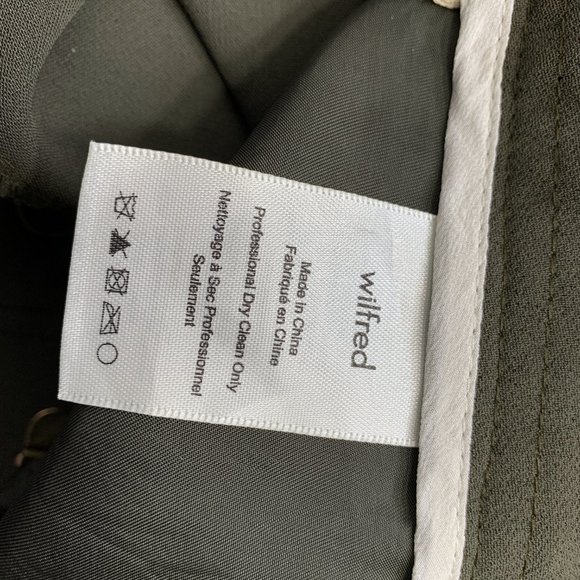 wilfred
Made in China
Fabriqué en Chine
Professional Dry Clean Only
Nettoyage à Sec Professionnel
Seulement